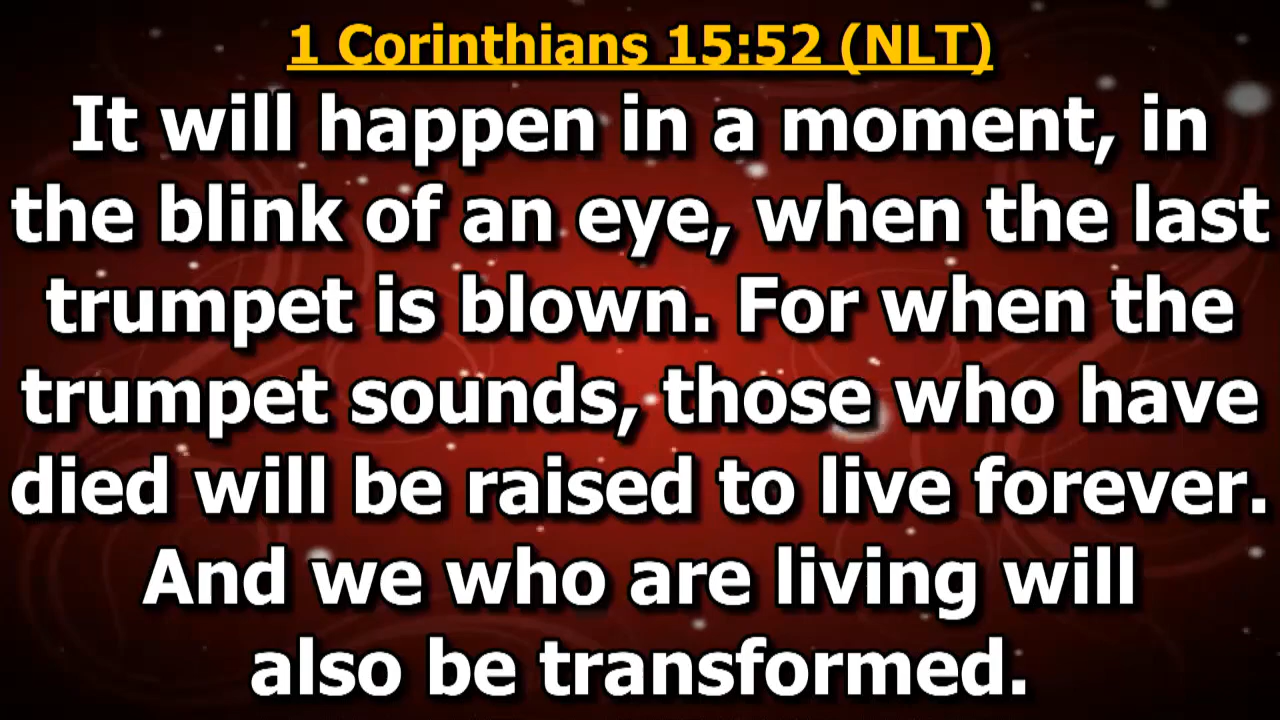 1 Corinthians 15:52 (NLT)
It will happen in a moment, in
the blink of an eye, when the last
trumpet is blown. For when the
trumpet sounds, those who have
died will be raised to live forever.
And we who are living will
also be transformed.